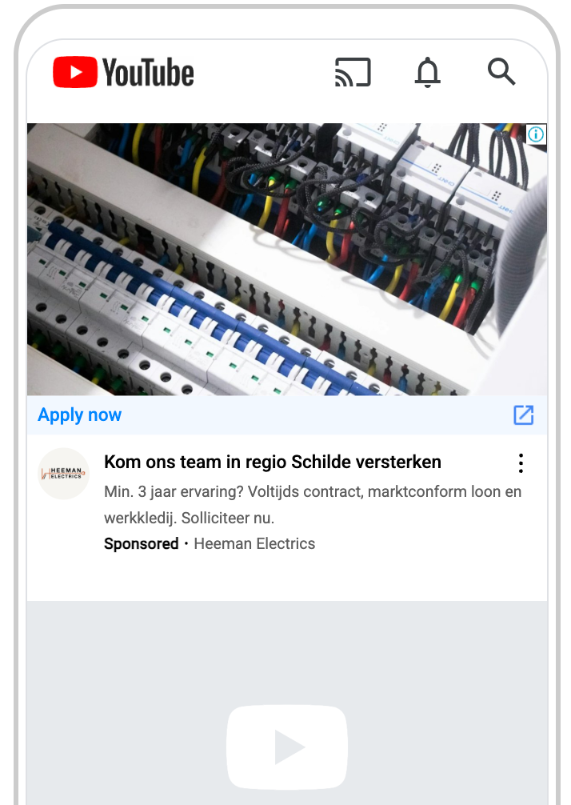 YouTube
Apply now
HEEMAN
ELECTRICS
Kom ons team in regio Schilde versterken
Min. 3 jaar ervaring? Voltijds contract, marktconform loon en
werkkledij. Solliciteer nu.
Sponsored · Heeman Electrics